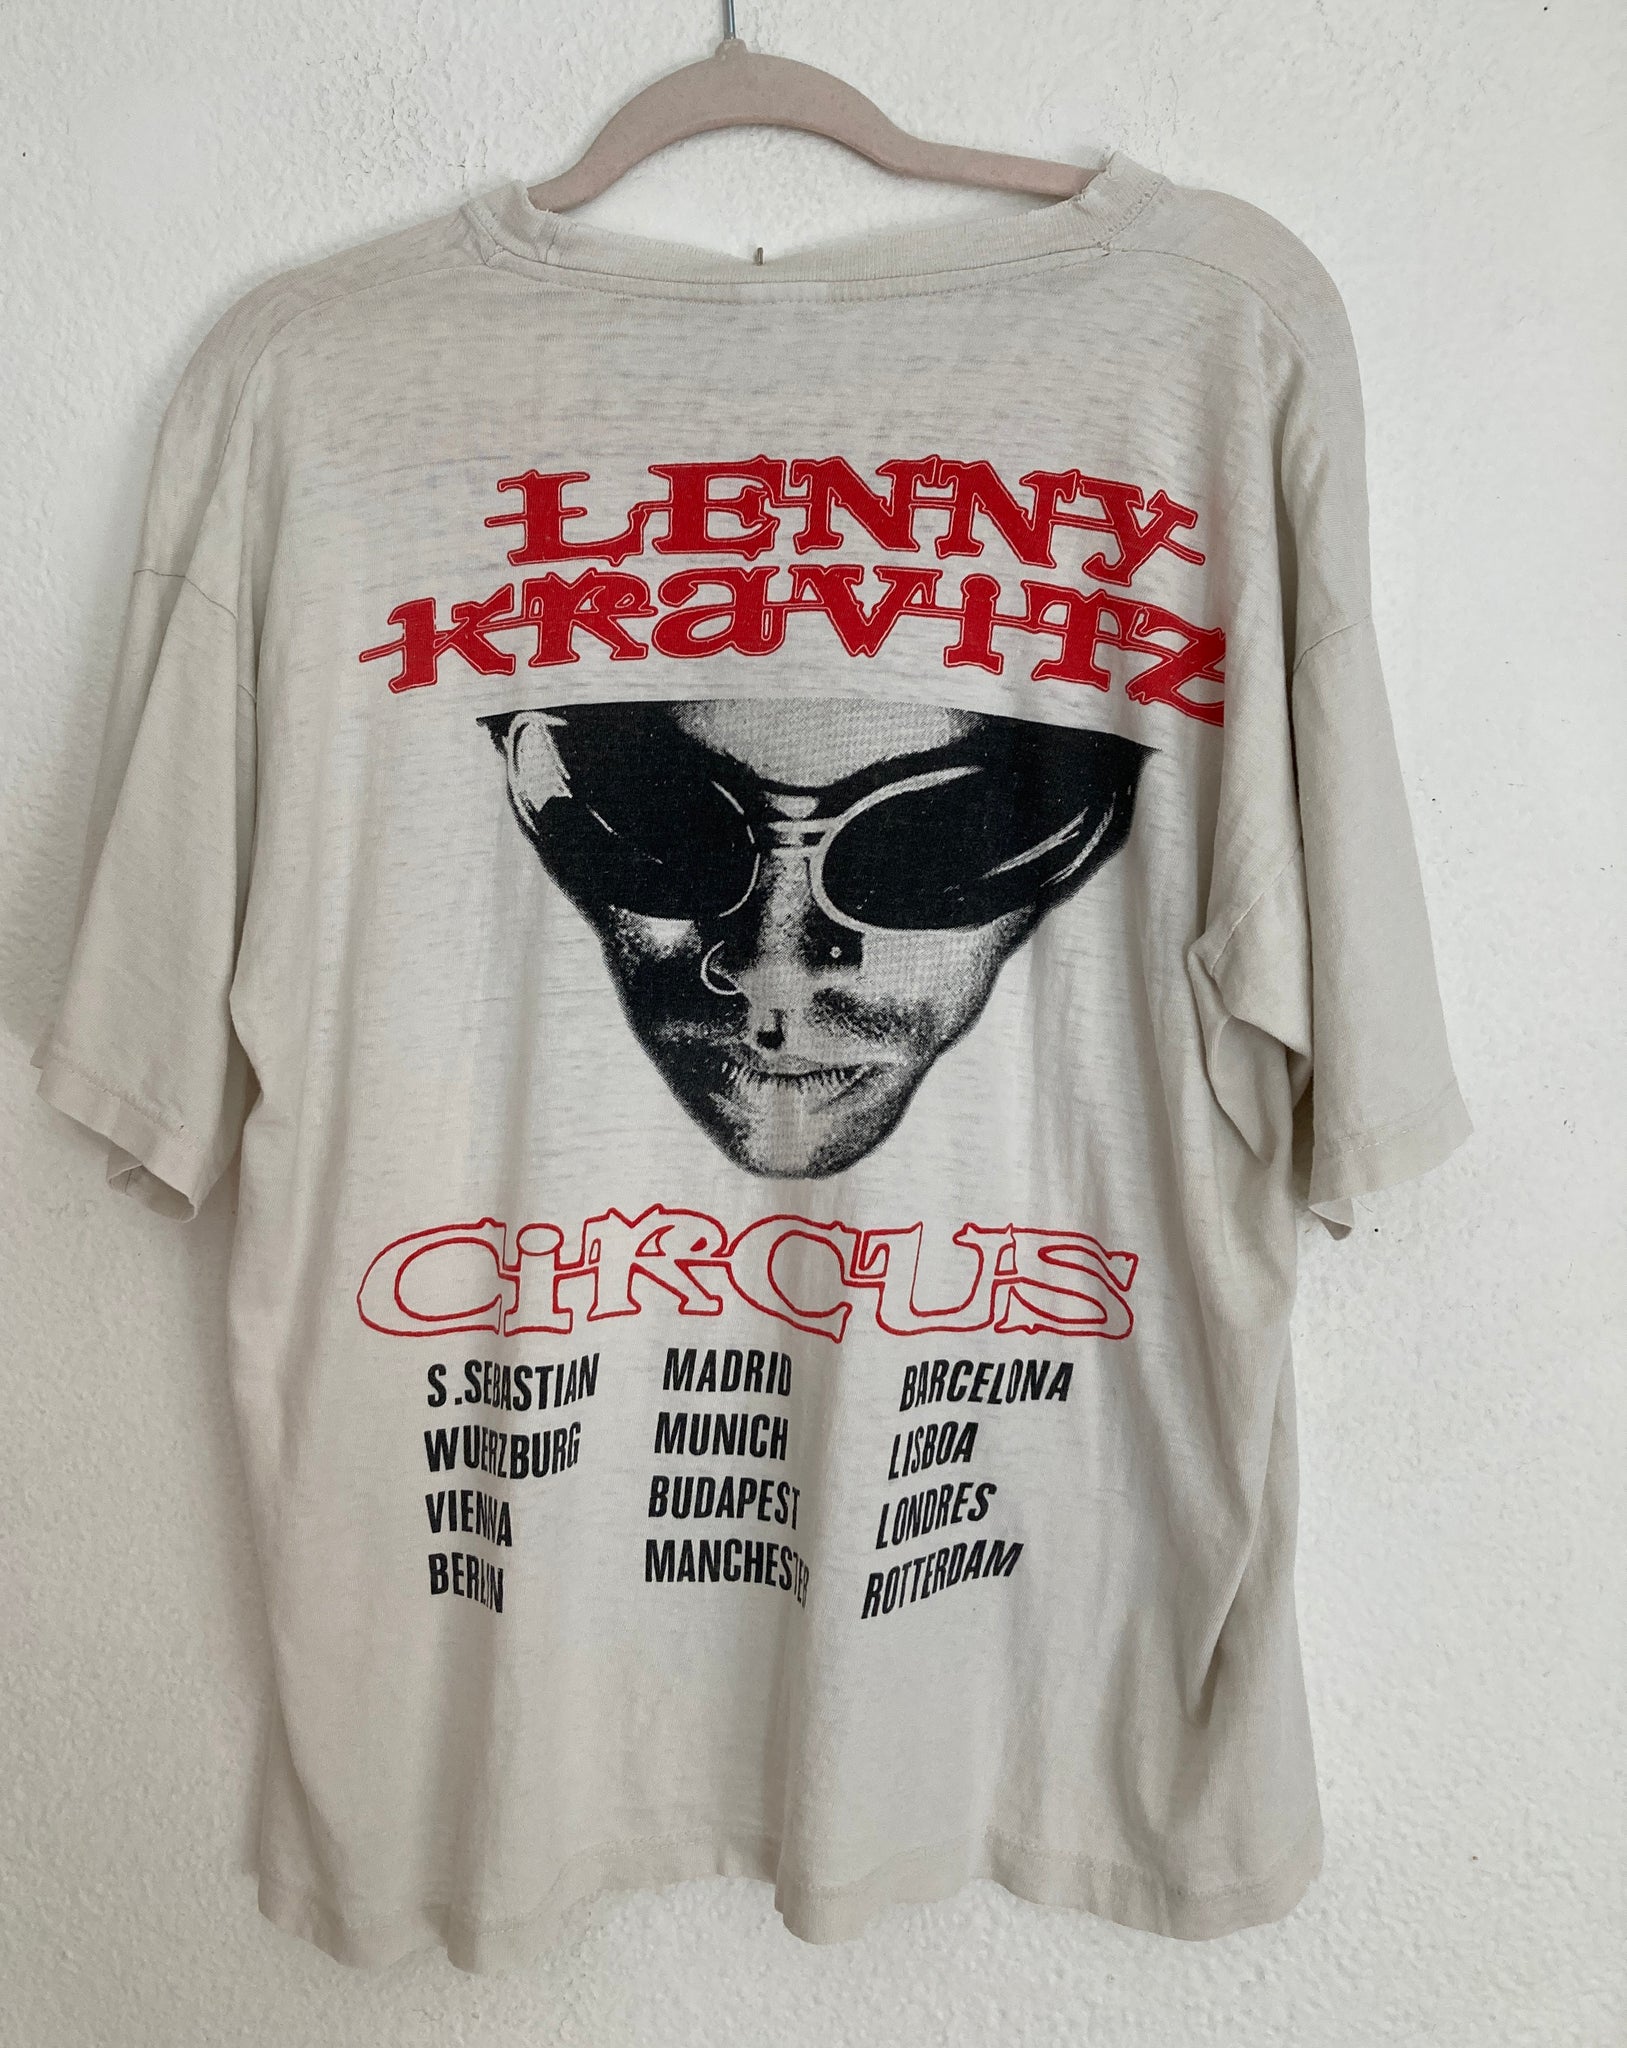 LENNY
KRAVITZ
CIRCUS
S.SEBASTIAN MADRID BARCELONA
WUERZBURG MUNICH LISBOA
VIENNA BUDAPEST LONDRES
BERLIN MANCHESTER ROTTERDAM